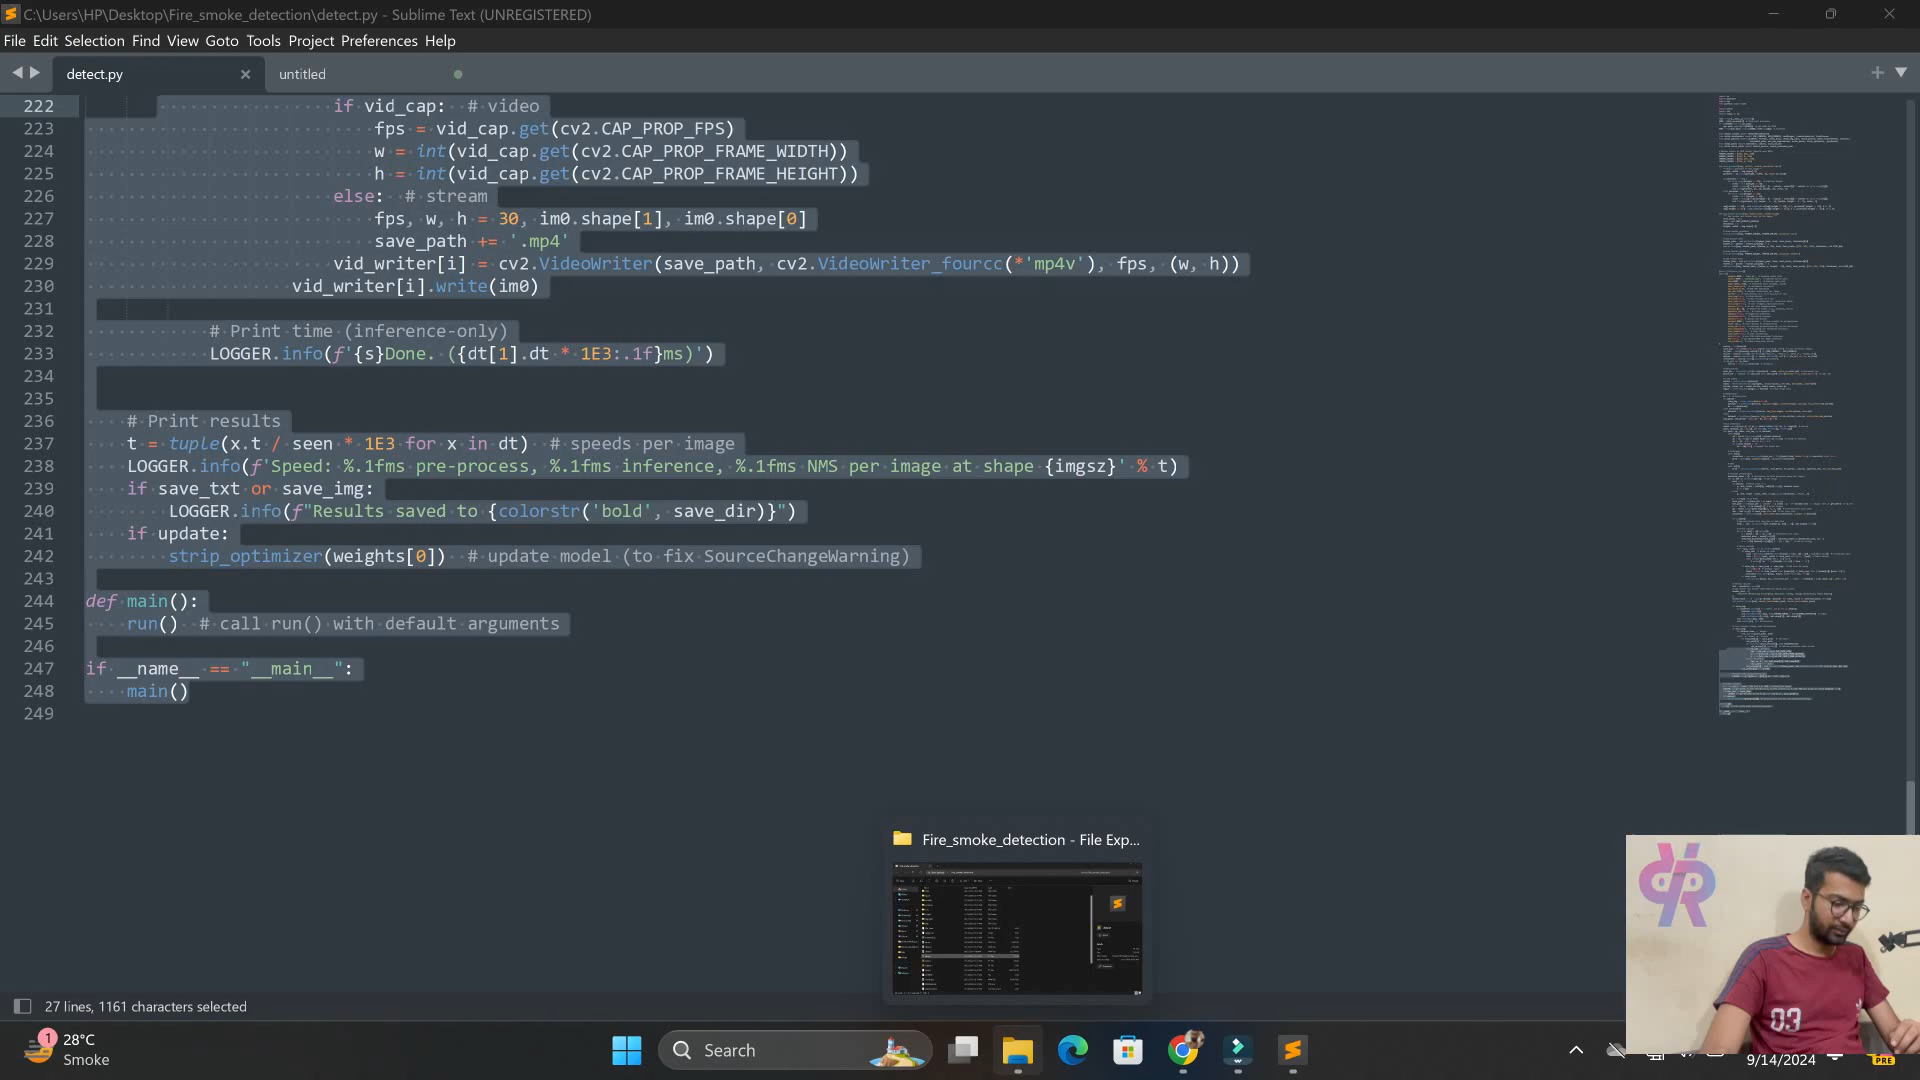 C:\Users\HP\Desktop\Fire_smoke_detection\detect.py - Sublime Text (UNREGISTERED)
File Edit Selection Find View Goto Tools Project Preferences Help
detect.py
untitled
222 if vid_cap:  # video
223 fps = vid_cap.get(cv2.CAP_PROP_FPS)
224 w = int(vid_cap.get(cv2.CAP_PROP_FRAME_WIDTH))
225 h = int(vid_cap.get(cv2.CAP_PROP_FRAME_HEIGHT))
226 else:  # stream
227 fps, w, h = 30, im0.shape[1], im0.shape[0]
228 save_path += '.mp4'
229 vid_writer[i] = cv2.VideoWriter(save_path, cv2.VideoWriter_fourcc(*'mp4v'), fps, (w, h))
230 vid_writer[i].write(im0)
231
232 # Print time (inference-only)
233 LOGGER.info(f'{s}Done. ({dt[1].dt * 1E3:.1f}ms)')
234
235
236 # Print results
237 t = tuple(x.t / seen * 1E3 for x in dt)  # speeds per image
238 LOGGER.info(f'Speed: %.1fms pre-process, %.1fms inference, %.1fms NMS per image at shape {imgsz}' % t)
239 if save_txt or save_img:
240 LOGGER.info(f"Results saved to {colorstr('bold', save_dir)}")
241 if update:
242 strip_optimizer(weights[0])  # update model (to fix SourceChangeWarning)
243
244 def main():
245 run()  # call run() with default arguments
246
247 if __name__ == "__main__":
248 main()
249
Fire_smoke_detection - File Exp...
27 lines, 1161 characters selected
03
1
28°C
Smoke
Search
9/14/2024
PRE